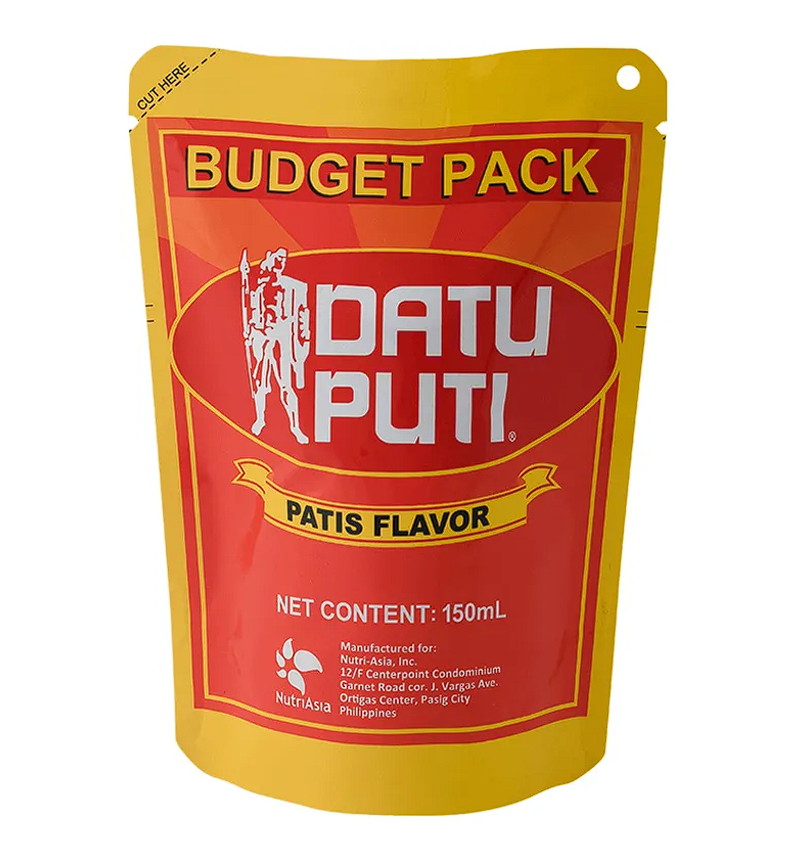 CUT HERE
BUDGET PACK
DATU
PUTI®
PATIS FLAVOR
NET CONTENT: 150mL
NutriAsia
Manufactured for:
Nutri-Asia, Inc.
12/F Centerpoint Condominium
Garnet Road cor. J. Vargas Ave.
Ortigas Center, Pasig City
Philippines